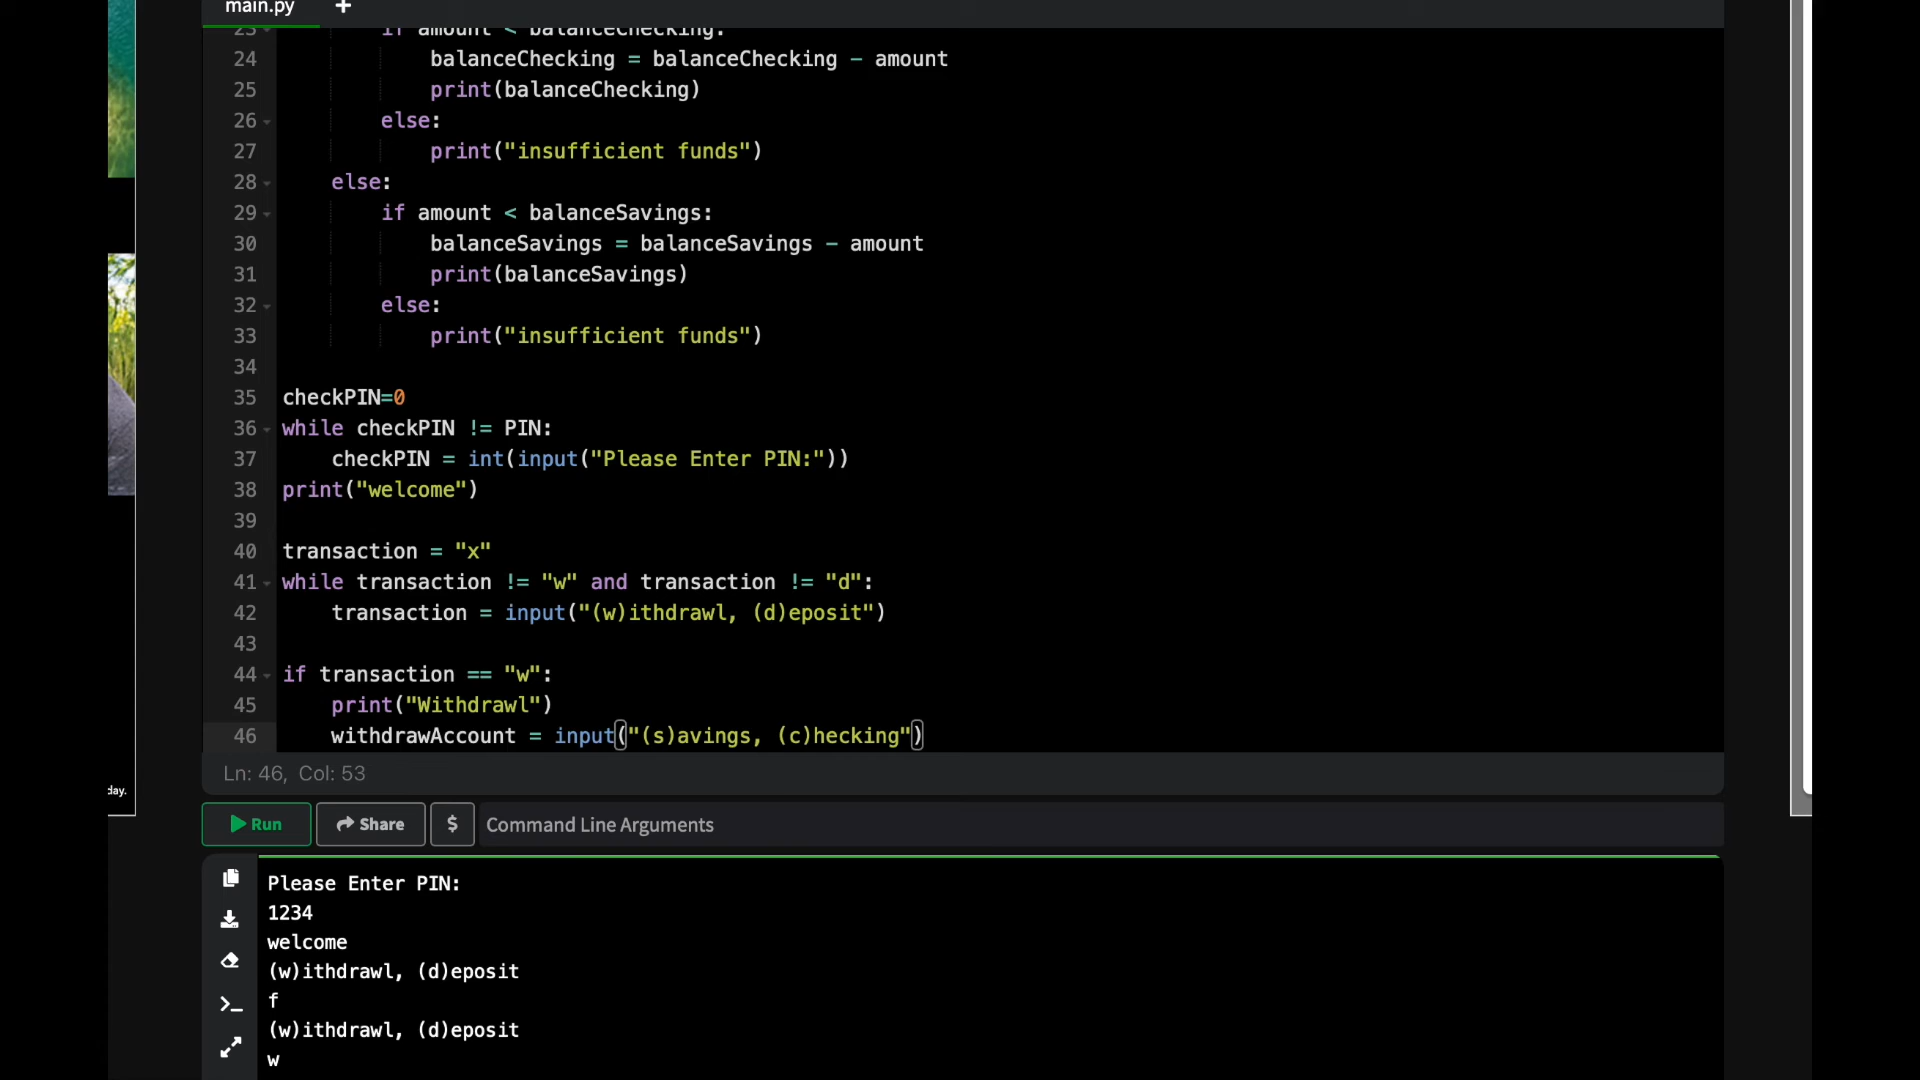 main.py +
23 if amount < balanceChecking:
24 balanceChecking = balanceChecking - amount
25 print(balanceChecking)
26 else:
27 print("insufficient funds")
28 else:
29 if amount < balanceSavings:
30 balanceSavings = balanceSavings - amount
31 print(balanceSavings)
32 else:
33 print("insufficient funds")
34
35 checkPIN=0
36 while checkPIN != PIN:
37 checkPIN = int(input("Please Enter PIN:"))
38 print("welcome")
39
40 transaction = "x"
41 while transaction != "w" and transaction != "d":
42 transaction = input("(w)ithdrawl, (d)eposit")
43
44 if transaction == "w":
45 print("Withdrawl")
46 withdrawAccount = input("(s)avings, (c)hecking")
Ln: 46, Col: 53
day.
Run Share $ Command Line Arguments
Please Enter PIN:
1234
welcome
(w)ithdrawl, (d)eposit
f
(w)ithdrawl, (d)eposit
w